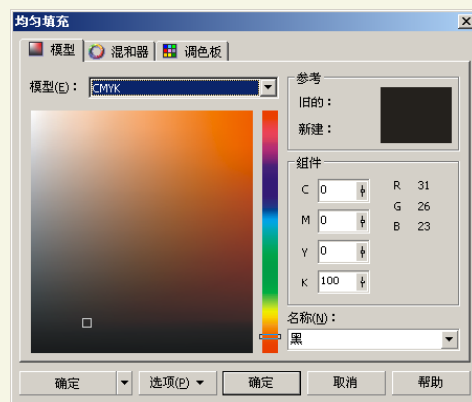 均匀填充
模型 混和器 调色板
模型(E)： CMYK
参考
旧的：
新建：
组件
C 0 R 31
M 0 G 26
Y 0 B 23
K 100
名称(N)：
黑
确定 选项(P) 确定 取消 帮助